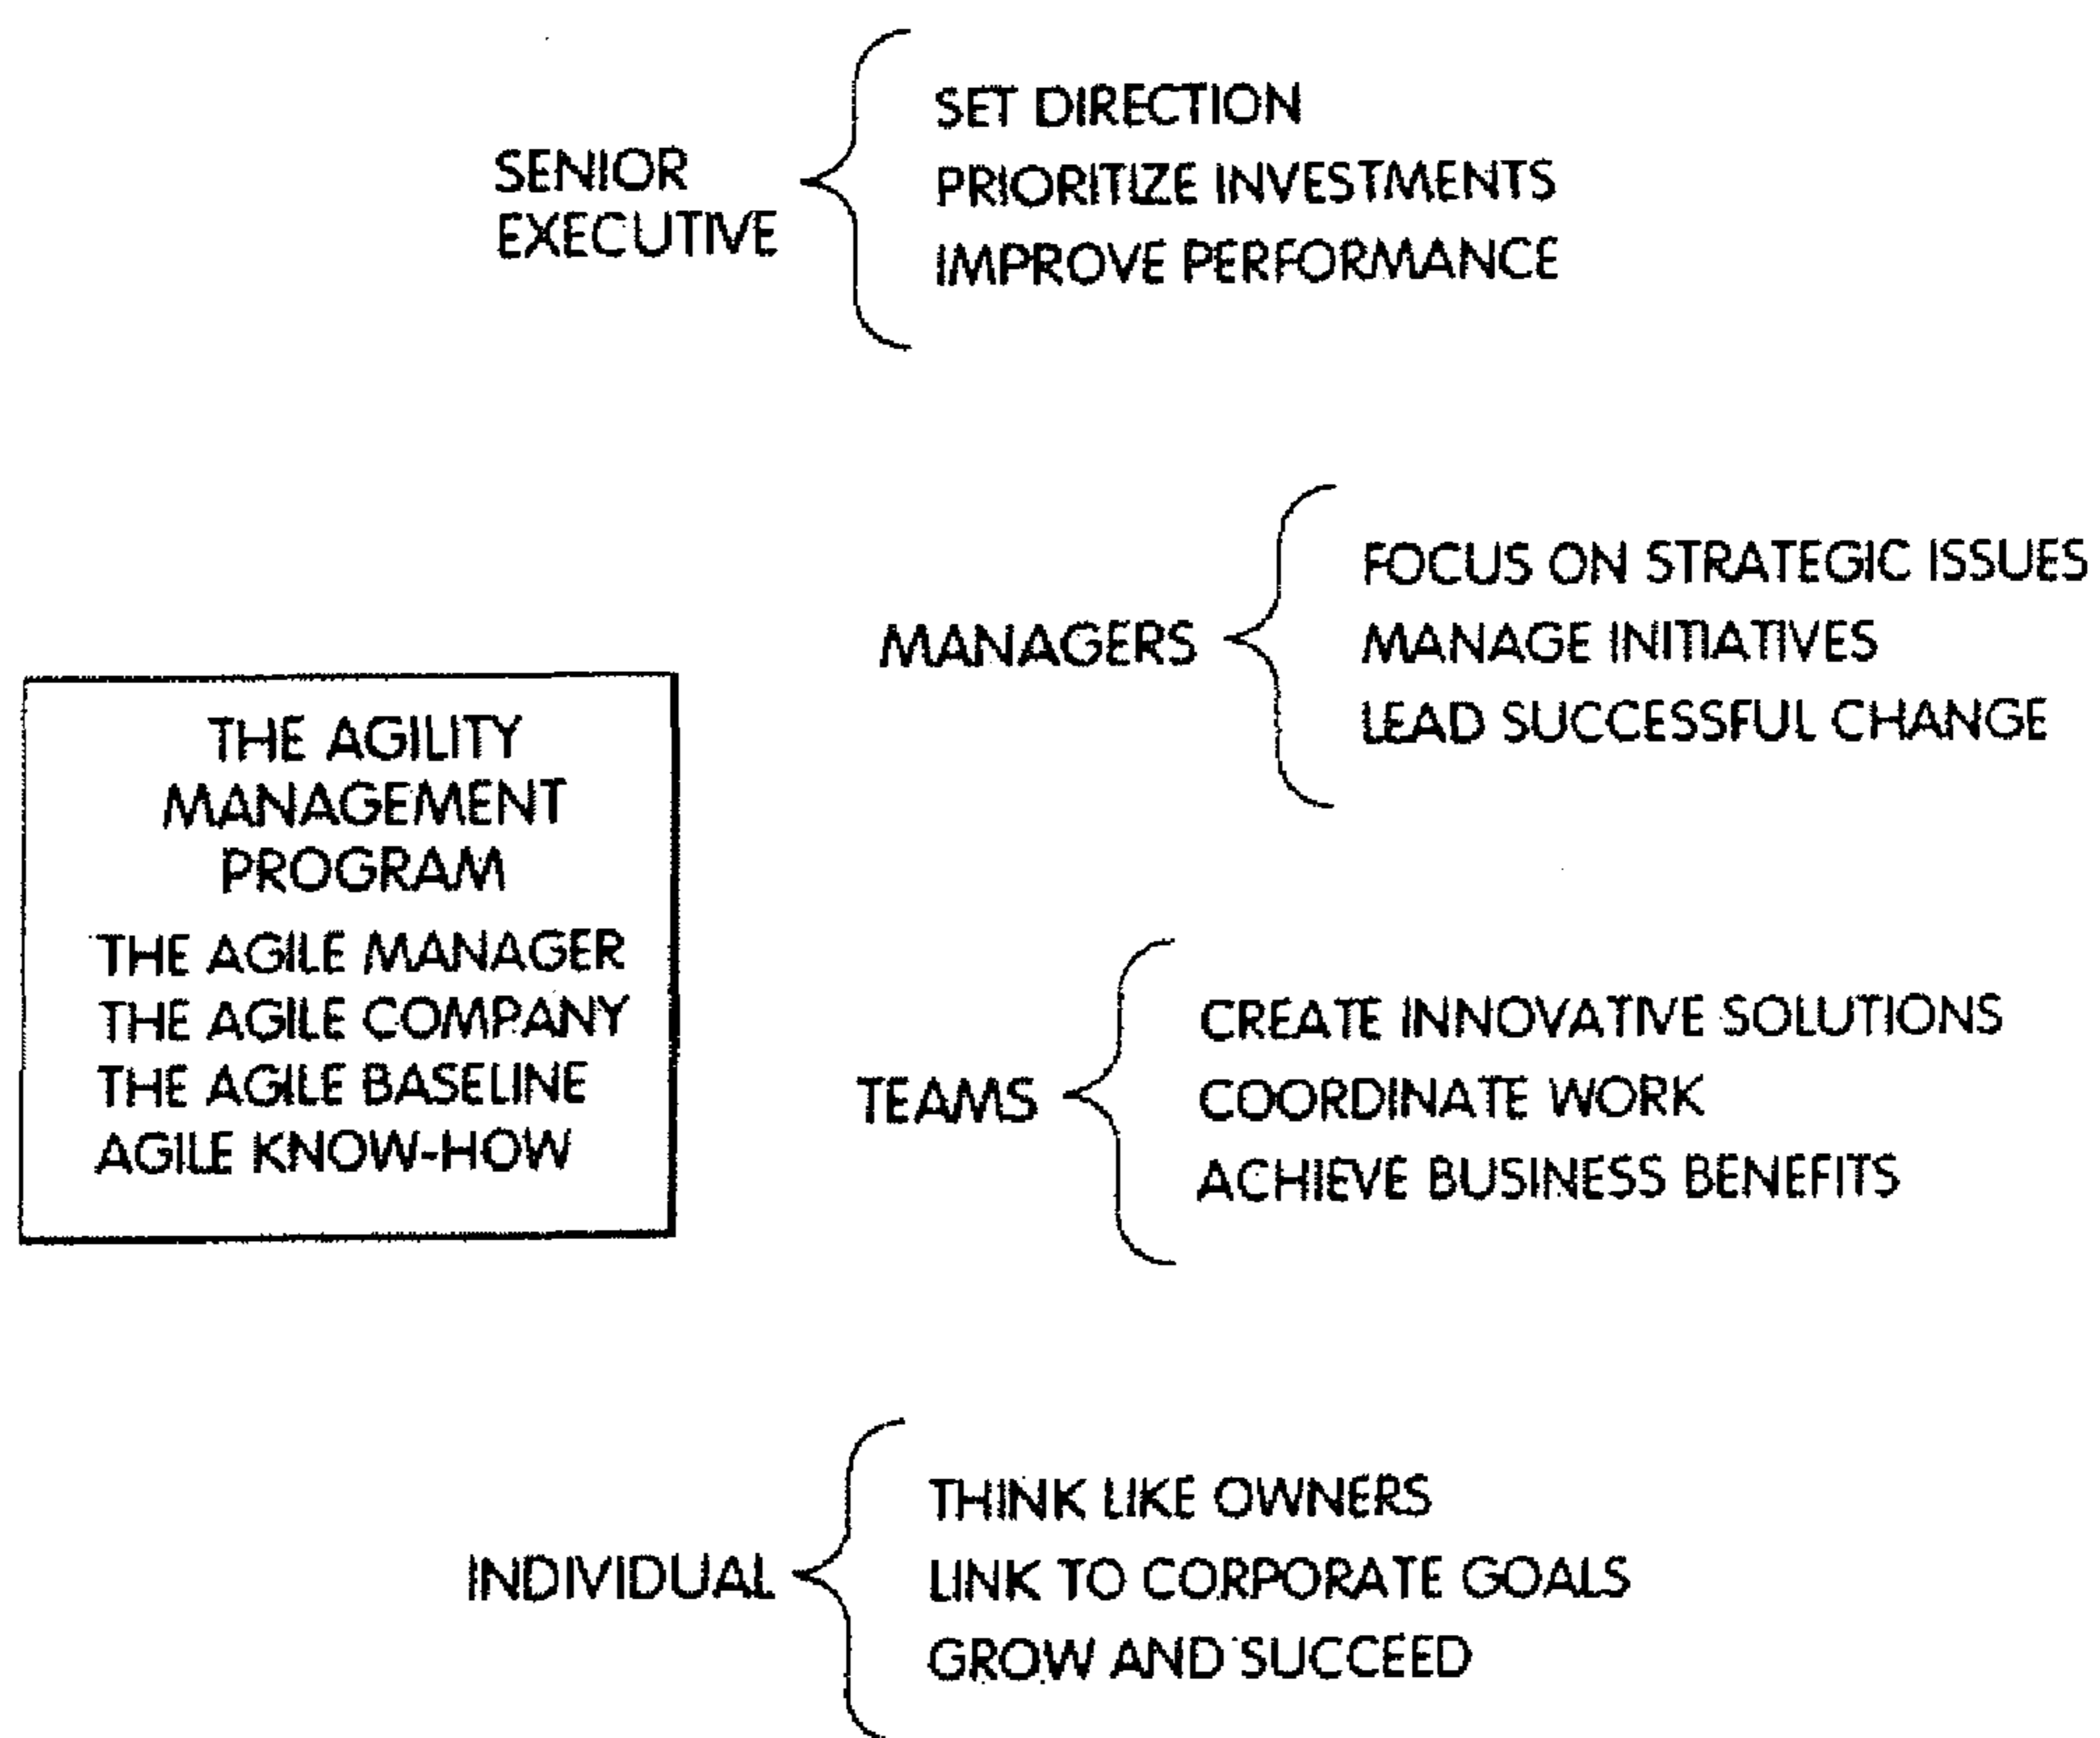 SENIOR
EXECUTIVE
SET DIRECTION
PRIORITIZE INVESTMENTS
IMPROVE PERFORMANCE
MANAGERS
FOCUS ON STRATEGIC ISSUES
MANAGE INITIATIVES
LEAD SUCCESSFUL CHANGE
THE AGILITY
MANAGEMENT
PROGRAM
THE AGILE MANAGER
THE AGILE COMPANY
THE AGILE BASELINE
AGILE KNOW-HOW
TEAMS
CREATE INNOVATIVE SOLUTIONS
COORDINATE WORK
ACHIEVE BUSINESS BENEFITS
INDIVIDUAL
THINK LIKE OWNERS
LINK TO CORPORATE GOALS
GROW AND SUCCEED